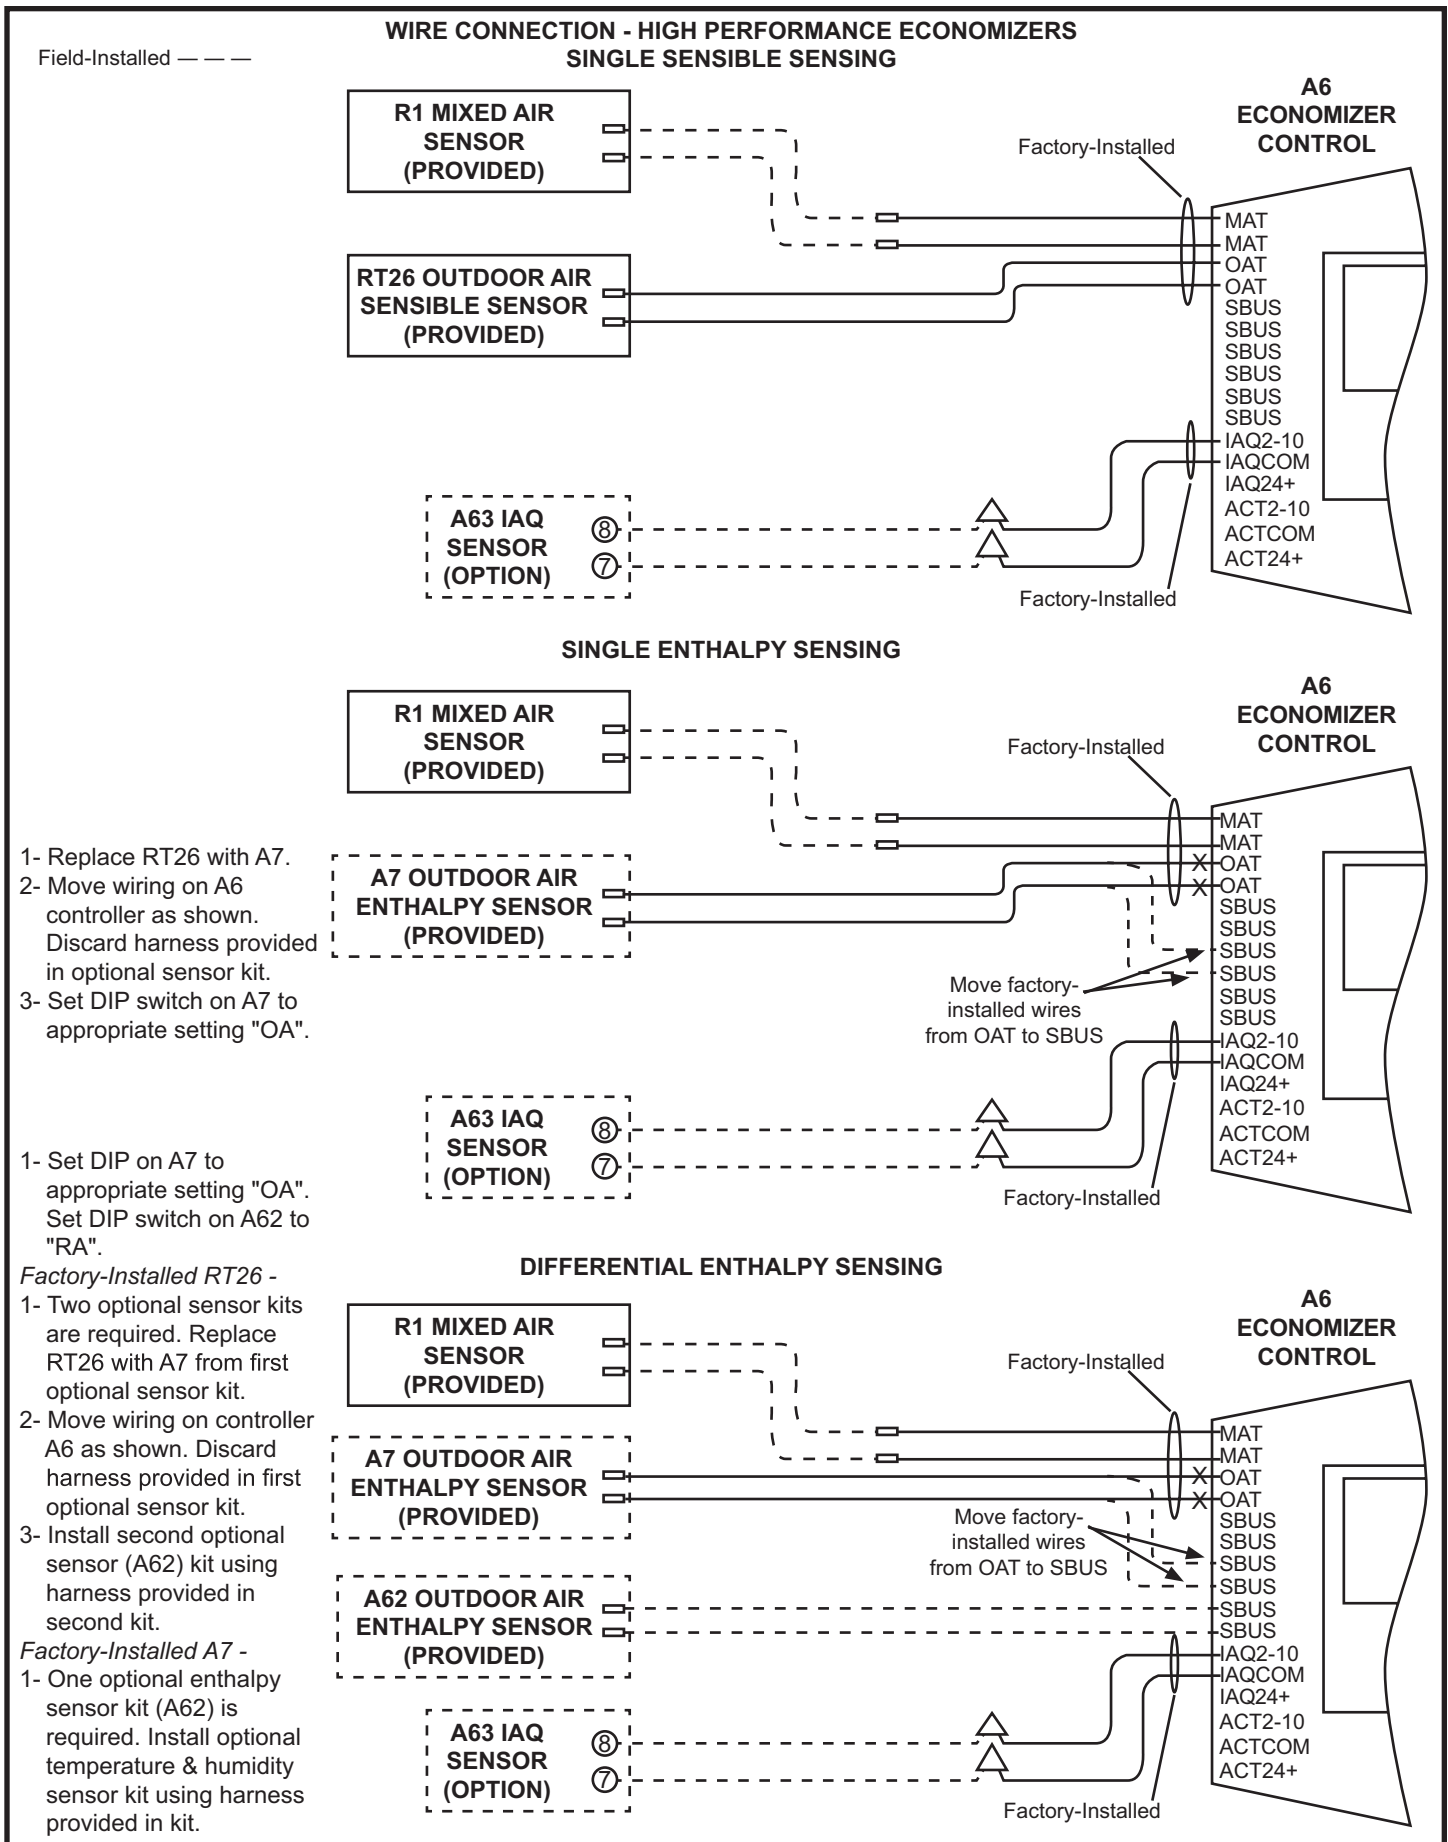 WIRE CONNECTION - HIGH PERFORMANCE ECONOMIZERS
SINGLE SENSIBLE SENSING
Field-Installed — — —
R1 MIXED AIR
SENSOR
(PROVIDED)
RT26 OUTDOOR AIR
SENSIBLE SENSOR
(PROVIDED)
A63 IAQ
SENSOR
(OPTION)
8
7
Factory-Installed
Factory-Installed
A6
ECONOMIZER
CONTROL
MAT
MAT
OAT
OAT
SBUS
SBUS
SBUS
SBUS
SBUS
SBUS
IAQ2-10
IAQCOM
IAQ24+
ACT2-10
ACTCOM
ACT24+
SINGLE ENTHALPY SENSING
1- Replace RT26 with A7.
2- Move wiring on A6
controller as shown.
Discard harness provided
in optional sensor kit.
3- Set DIP switch on A7 to
appropriate setting "OA".
R1 MIXED AIR
SENSOR
(PROVIDED)
A7 OUTDOOR AIR
ENTHALPY SENSOR
(PROVIDED)
A63 IAQ
SENSOR
(OPTION)
8
7
Factory-Installed
X
X
Move factory-
installed wires
from OAT to SBUS
Factory-Installed
A6
ECONOMIZER
CONTROL
MAT
MAT
OAT
OAT
SBUS
SBUS
SBUS
SBUS
SBUS
SBUS
IAQ2-10
IAQCOM
IAQ24+
ACT2-10
ACTCOM
ACT24+
1- Set DIP on A7 to
appropriate setting "OA".
Set DIP switch on A62 to
"RA".
Factory-Installed RT26 -
1- Two optional sensor kits
are required. Replace
RT26 with A7 from first
optional sensor kit.
2- Move wiring on controller
A6 as shown. Discard
harness provided in first
optional sensor kit.
3- Install second optional
sensor (A62) kit using
harness provided in
second kit.
Factory-Installed A7 -
1- One optional enthalpy
sensor kit (A62) is
required. Install optional
temperature & humidity
sensor kit using harness
provided in kit.
DIFFERENTIAL ENTHALPY SENSING
R1 MIXED AIR
SENSOR
(PROVIDED)
A7 OUTDOOR AIR
ENTHALPY SENSOR
(PROVIDED)
A62 OUTDOOR AIR
ENTHALPY SENSOR
(PROVIDED)
A63 IAQ
SENSOR
(OPTION)
8
7
Factory-Installed
X
X
Move factory-
installed wires
from OAT to SBUS
Factory-Installed
A6
ECONOMIZER
CONTROL
MAT
MAT
OAT
OAT
SBUS
SBUS
SBUS
SBUS
SBUS
SBUS
IAQ2-10
IAQCOM
IAQ24+
ACT2-10
ACTCOM
ACT24+